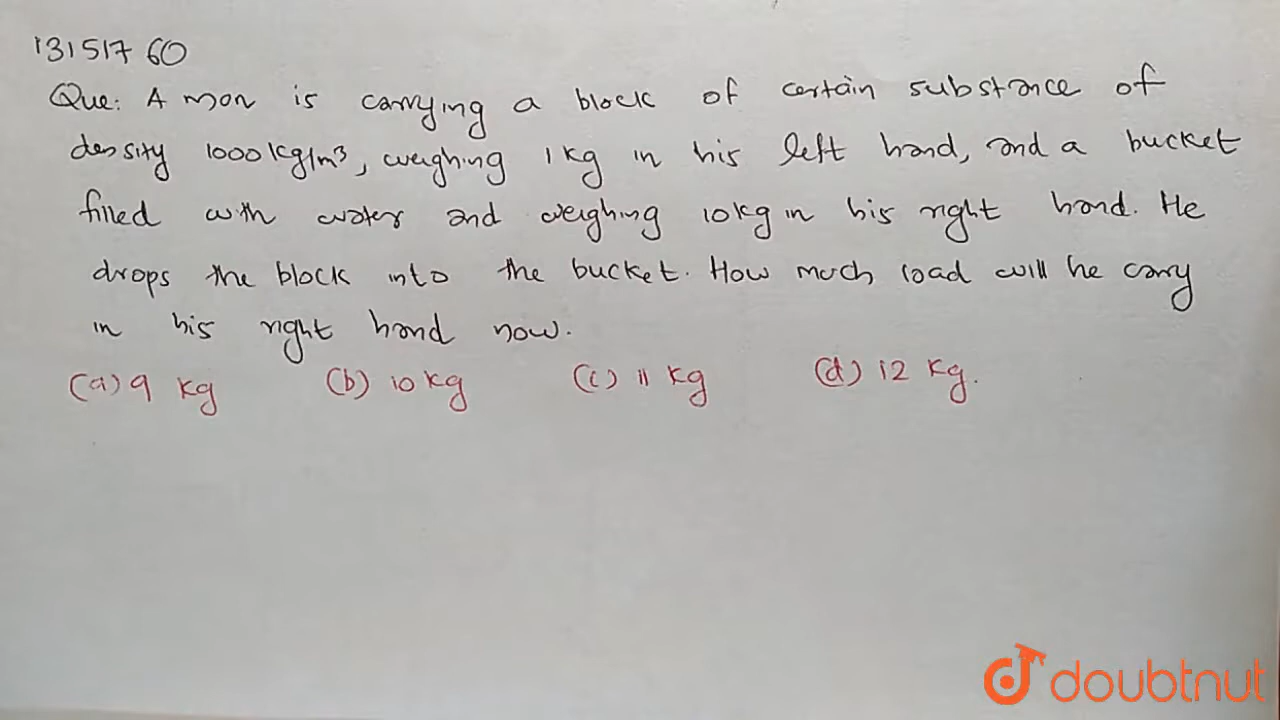 13151760
Que: A man is carrying a block of certain substance of
density 1000 kg/m³, weighing 1 kg in his left hand, and a bucket
filled with water and weighing 10 kg in his right hand. He
drops the block into the bucket. How much load will he carry
in his right hand now.
(a) 9 kg (b) 10 kg (c) 11 kg (d) 12 kg.
doubtnut